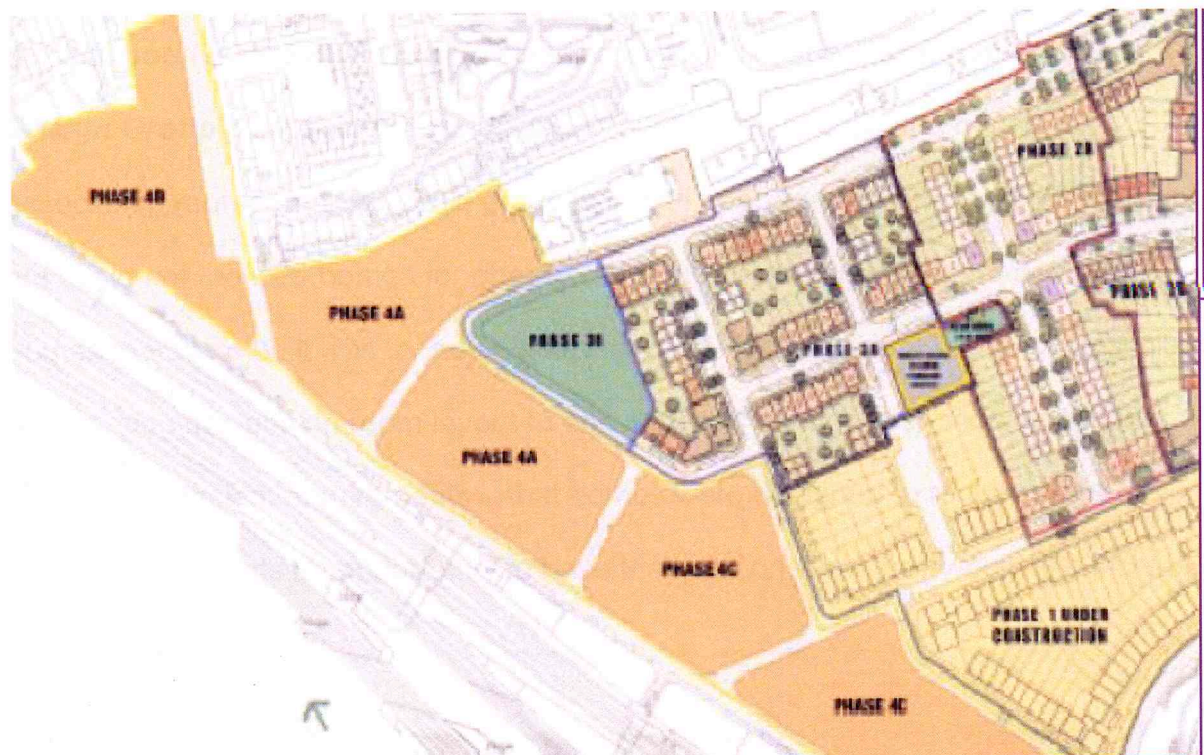 PHASE 2B
PHASE 4B
PHASE 4A
PHASE 3B
PHASE 3A
PHASE 4A
PHASE 4C
PHASE 1 UNDER
CONSTRUCTION
PHASE 4C